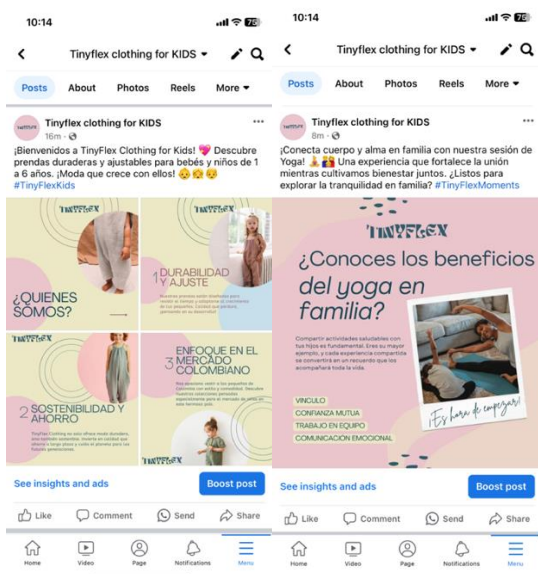 10:14
75
Tinyflex clothing for KIDS
Posts About Photos Reels More
Tinyflex clothing for KIDS
16m
¡Bienvenidos a TinyFlex Clothing for Kids! 💖 Descubre
prendas duraderas y ajustables para bebés y niños de 1
a 6 años. ¡Moda que crece con ellos! 👶👧👦
#TinyFlexKids
TINYFLEX
¿QUIENES
SOMOS?
1 DURABILIDAD
Y AJUSTE
TINYFLEX
2 SOSTENIBILIDAD Y
AHORRO
3 ENFOQUE EN EL
MERCADO
COLOMBIANO
TINYFLEX
See insights and ads
Boost post
Like Comment Send Share
Home Video Page Notifications Menu
10:14
75
Tinyflex clothing for KIDS
Posts About Photos Reels More
Tinyflex clothing for KIDS
8m
¡Conecta cuerpo y alma en familia con nuestra sesión de
Yoga! 🧘 👨‍👩‍👧 Una experiencia que fortalece la unión
mientras cultivamos bienestar juntos. ¿Listos para
explorar la tranquilidad en familia? #TinyFlexMoments
TINYFLEX
¿Conoces los beneficios
del yoga en
familia?
Compartir actividades saludables con
tus hijos es fundamental. Eres su mayor
ejemplo, y cada experiencia compartida
se convertirá en un recuerdo que los
acompañará toda la vida.
VINCULO
CONFIANZA MUTUA
TRABAJO EN EQUIPO
COMUNICACION EMOCIONAL
¡Es hora de empezar!
See insights and ads
Boost post
Like Comment Send Share
Home Video Page Notifications Menu